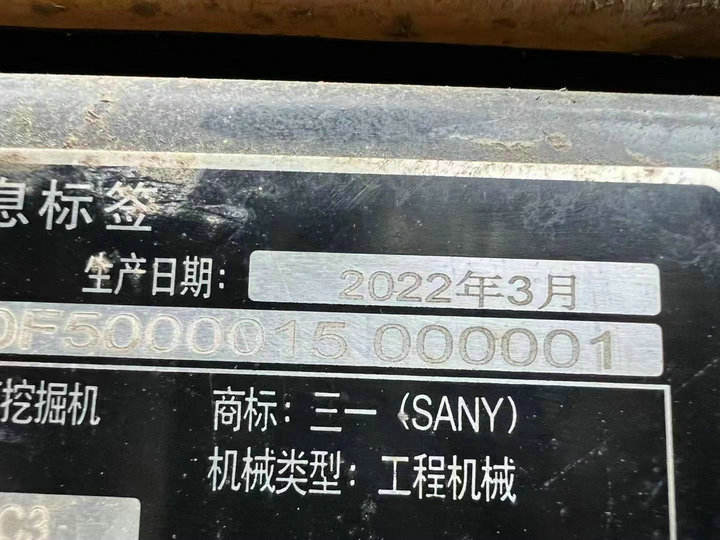 息标签
生产日期: 2022年3月
0F5000015 000001
挖掘机 商标: 三一 (SANY)
机械类型: 工程机械
C3